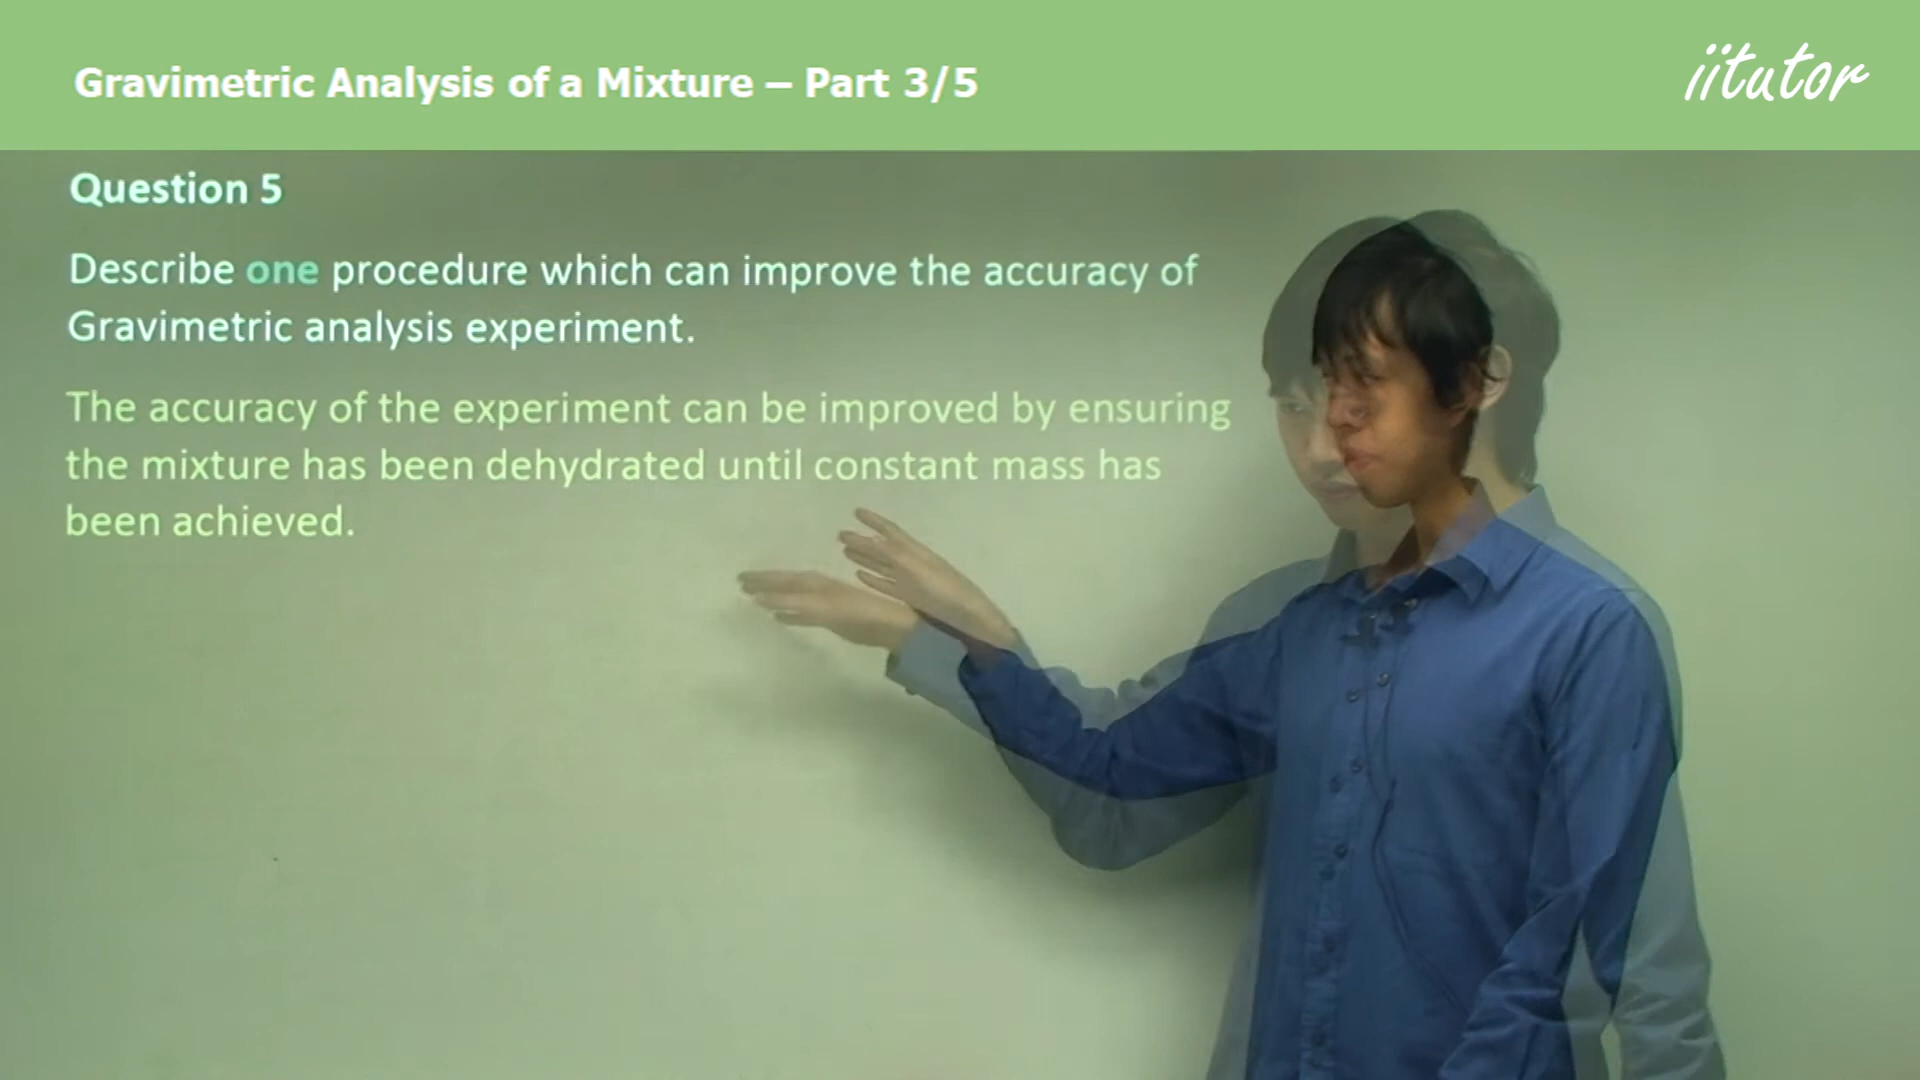 Gravimetric Analysis of a Mixture – Part 3/5
iitutor
Question 5
Describe one procedure which can improve the accuracy of
Gravimetric analysis experiment.
The accuracy of the experiment can be improved by ensuring
the mixture has been dehydrated until constant mass has
been achieved.